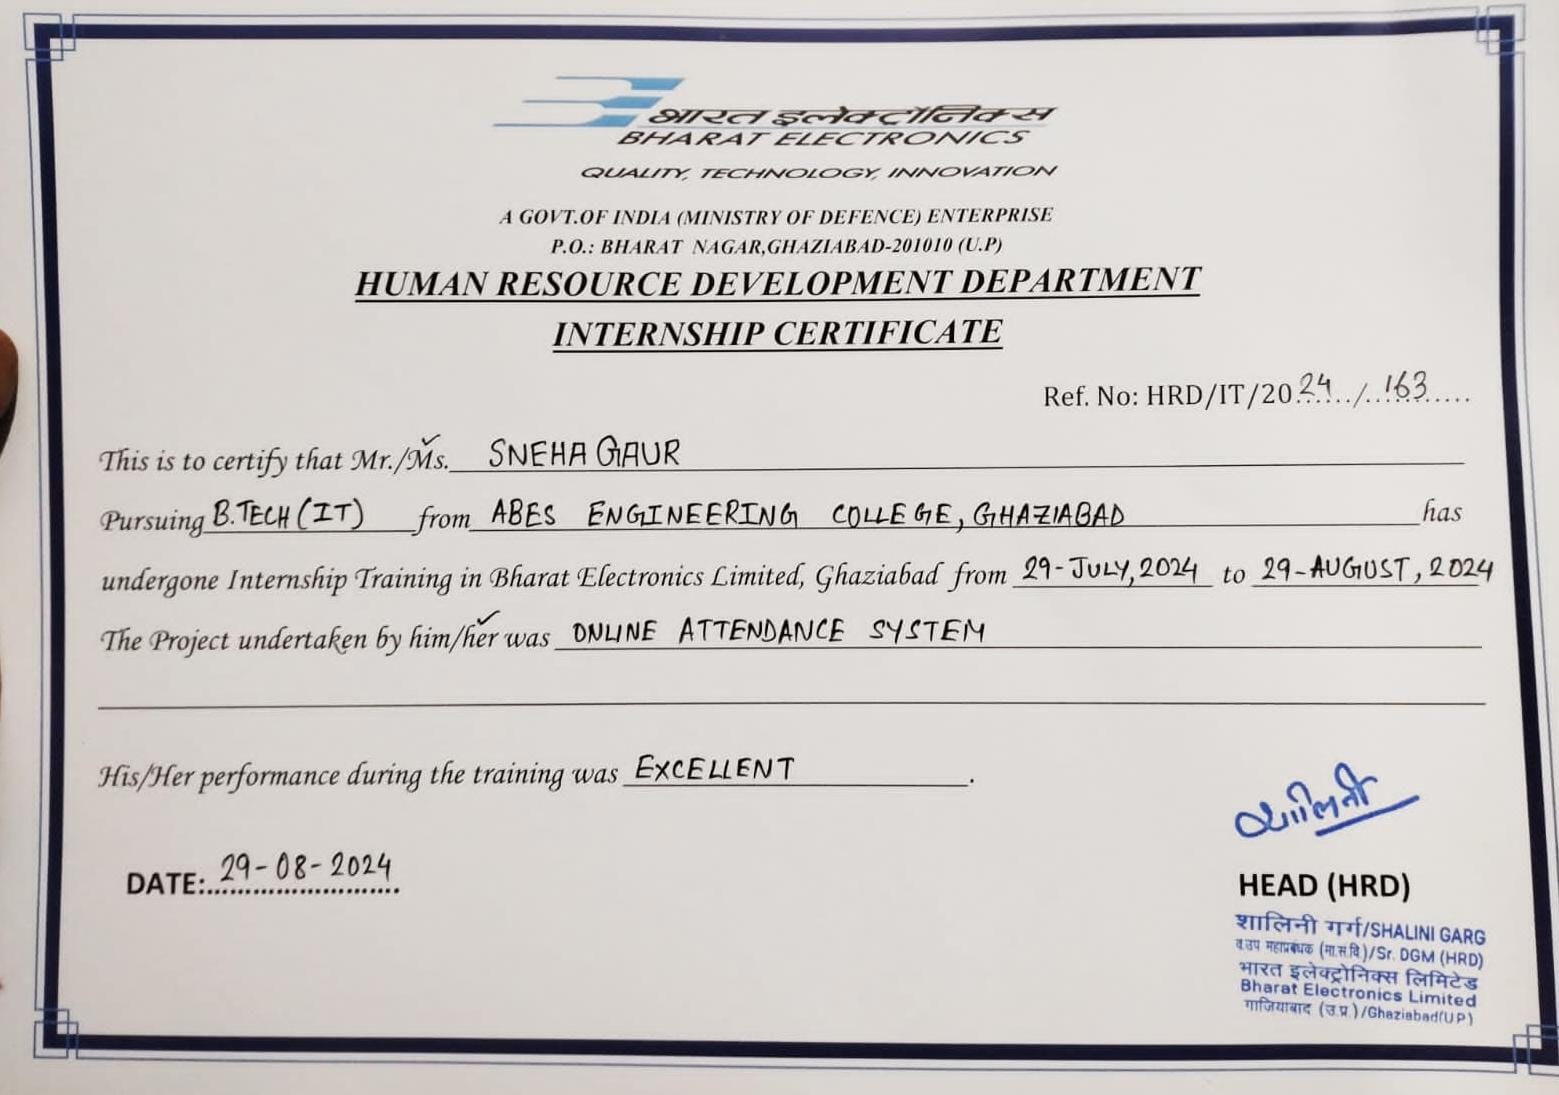 भारत इलेक्ट्रॉनिक्स
BHARAT ELECTRONICS
QUALITY, TECHNOLOGY, INNOVATION
A GOVT.OF INDIA (MINISTRY OF DEFENCE) ENTERPRISE
P.O.: BHARAT NAGAR,GHAZIABAD-201010 (U.P)
HUMAN RESOURCE DEVELOPMENT DEPARTMENT
INTERNSHIP CERTIFICATE
Ref. No: HRD/IT/2024/163
This is to certify that Mr./Ms. SNEHA GAUR
Pursuing B.TECH (IT) from ABES ENGINEERING COLLEGE, GHAZIABAD has
undergone Internship Training in Bharat Electronics Limited, Ghaziabad from 29-JULY,2024 to 29-AUGUST, 2024
The Project undertaken by him/her was ONLINE ATTENDANCE SYSTEM
His/Her performance during the training was EXCELLENT.
शालिनी
DATE: 29-08-2024
HEAD (HRD)
शालिनी गर्ग/SHALINI GARG
व.उप महाप्रबंधक (मा.स.वि)/Sr. DGM (HRD)
भारत इलेक्ट्रोनिक्स लिमिटेड
Bharat Electronics Limited
गाजियाबाद (उ.प्र.)/Ghaziabad(UP)